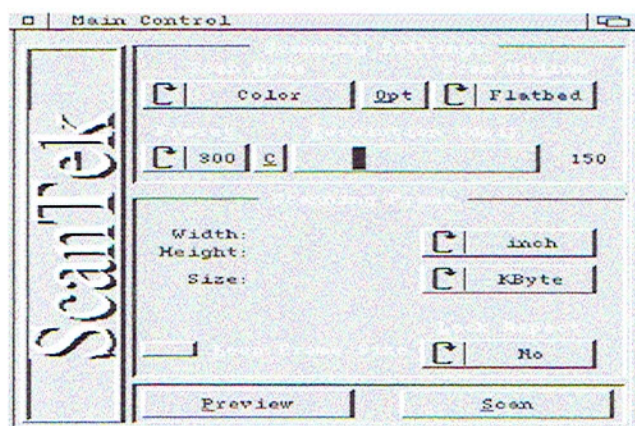 Main Control
ScanTek
Color
Opt
Flatbed
300
C
150
Width:
inch
Height:
Size:
KByte
No
Preview
Scan